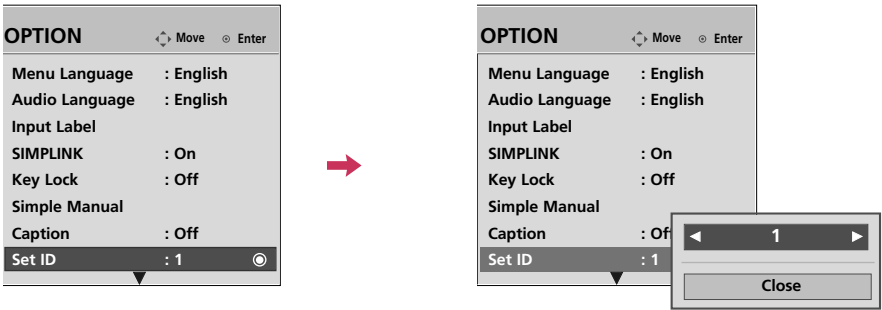 OPTION Move Enter
Menu Language : English
Audio Language : English
Input Label
SIMPLINK : On
Key Lock : Off
Simple Manual
Caption : Off
Set ID : 1
OPTION Move Enter
Menu Language : English
Audio Language : English
Input Label
SIMPLINK : On
Key Lock : Off
Simple Manual
Caption : Of
Set ID : 1
◀ 1 ▶
Close